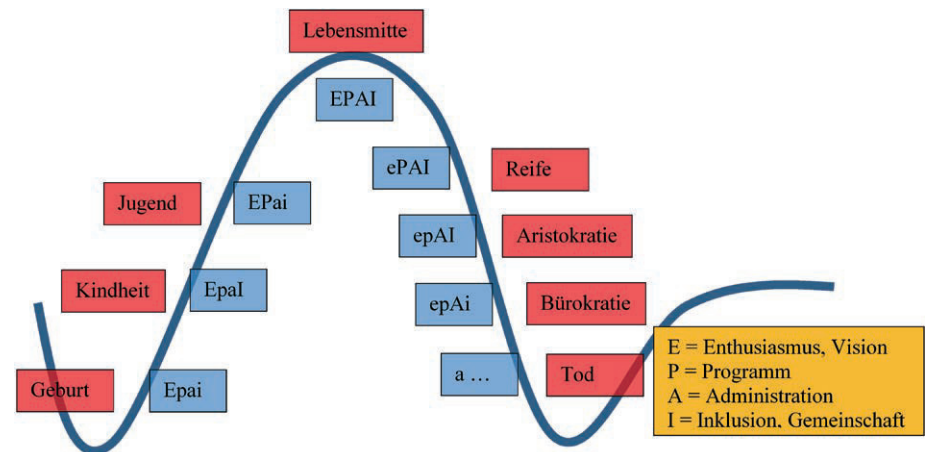 Lebensmitte
EPAI
ePAI
Reife
Jugend
EPai
epAI
Aristokratie
Kindheit
EpaI
epAi
Bürokratie
Geburt
Epai
a ...
Tod
E = Enthusiasmus, Vision
P = Programm
A = Administration
I = Inklusion, Gemeinschaft